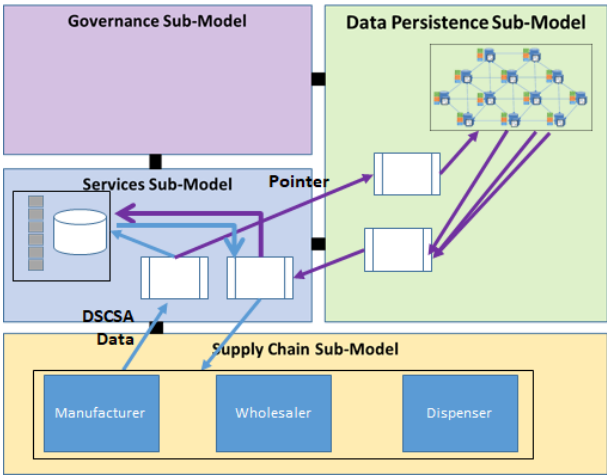 Governance Sub-Model
Data Persistence Sub-Model
Services Sub-Model
Pointer
DSCSA
Data
Supply Chain Sub-Model
Manufacturer
Wholesaler
Dispenser